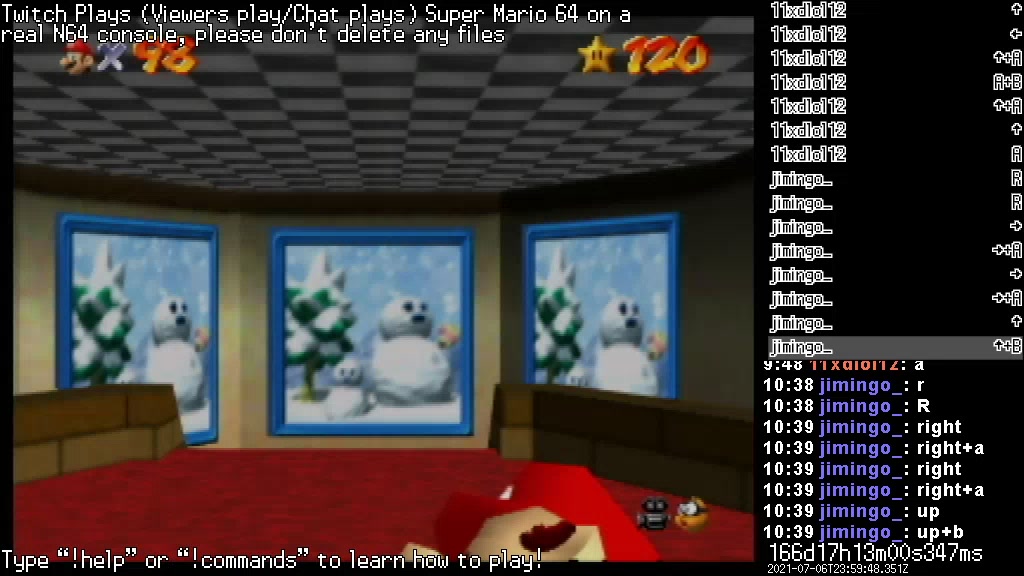 Twitch Plays (Viewers play/Chat plays) Super Mario 64 on a
real N64 console, please don't delete any files
x 98
120
Type “!help” or “!commands” to learn how to play!
11xdlol12 ↑
11xdlol12 ←
11xdlol12 ↑+A
11xdlol12 A+B
11xdlol12 ↑+A
11xdlol12 ↑
11xdlol12 A
jimingo_ R
jimingo_ R
jimingo_ →
jimingo_ →+A
jimingo_ →
jimingo_ →+A
jimingo_ ↑
jimingo_ ↑+B
9:48 11xdlol12: a
10:38 jimingo_: r
10:38 jimingo_: R
10:39 jimingo_: right
10:39 jimingo_: right+a
10:39 jimingo_: right
10:39 jimingo_: right+a
10:39 jimingo_: up
10:39 jimingo_: up+b
166d17h13m00s347ms
2021-07-06T23:59:48.351Z